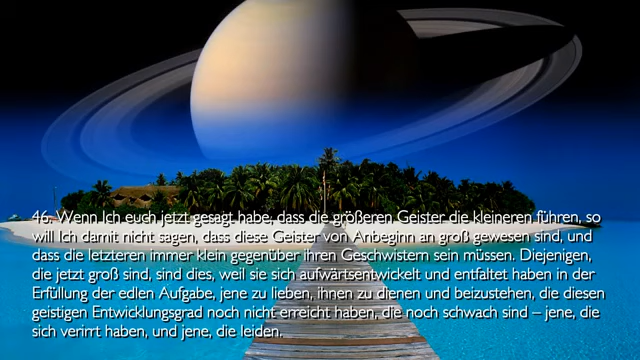 46. Wenn Ich euch jetzt gesagt habe, dass die größeren Geister die kleineren führen, so
will Ich damit nicht sagen, dass diese Geister von Anbeginn an groß gewesen sind, und
dass die letzteren immer klein gegenüber ihren Geschwistern sein müssen. Diejenigen,
die jetzt groß sind, sind dies, weil sie sich aufwärtsentwickelt und entfaltet haben in der
Erfüllung der edlen Aufgabe, jene zu lieben, ihnen zu dienen und beizustehen, die diesen
geistigen Entwicklungsgrad noch nicht erreicht haben, die noch schwach sind – jene, die
sich verirrt haben, und jene, die leiden.